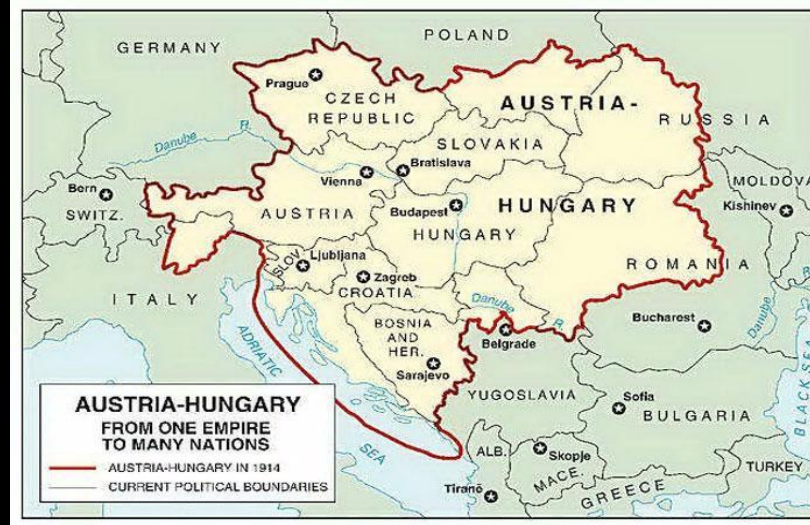 GERMANY
POLAND
Prague
CZECH
REPUBLIC
AUSTRIA-
RUSSIA
Danube R.
SLOVAKIA
Bratislava
Vienna
MOLDOVA
Kishinev
Bern
SWITZ.
AUSTRIA
Budapest
HUNGARY
HUNGARY
SLOV.
Ljubljana
Zagreb
CROATIA
ROMANIA
ITALY
Danube R.
Bucharest
Danube
BOSNIA
AND
HER.
Sarajevo
Belgrade
ADRIATIC
SEA
YUGOSLAVIA
Sofia
BULGARIA
BLACK SEA
ALB.
Skopje
MACE.
Tiranë
GREECE
TURKEY
AUSTRIA-HUNGARY
FROM ONE EMPIRE
TO MANY NATIONS
AUSTRIA-HUNGARY IN 1914
CURRENT POLITICAL BOUNDARIES